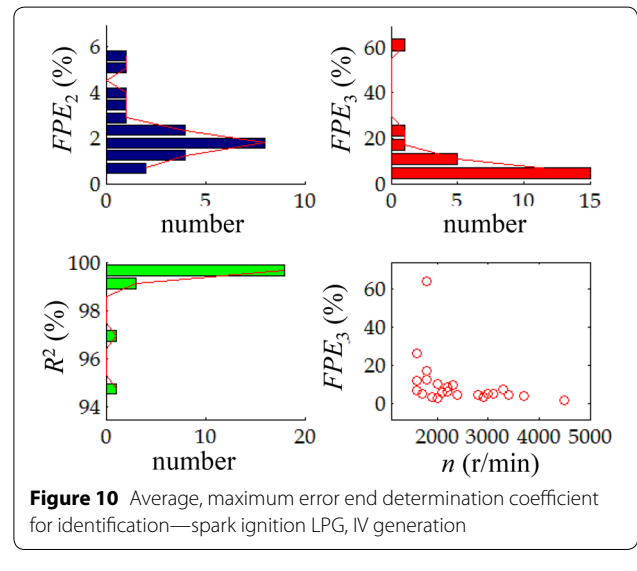 6
4
2
0
FPE2 (%)
0 5 10
number
60
40
20
0
FPE3 (%)
0 5 10 15
number
100
98
96
94
R2 (%)
0 10 20
number
60
40
20
0
FPE3 (%)
2000 3000 4000 5000
n (r/min)
Figure 10 Average, maximum error end determination coefficient
for identification—spark ignition LPG, IV generation